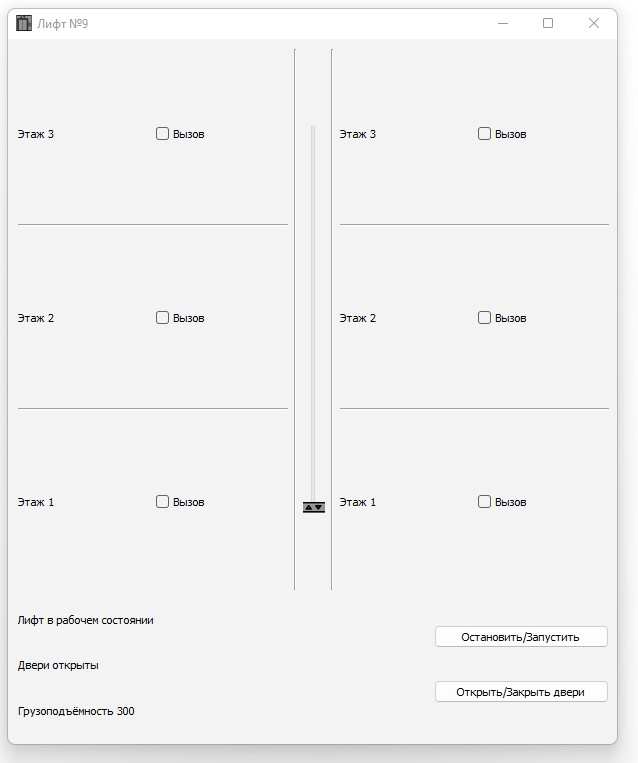 Лифт №9
Этаж 3 Вызов Этаж 3 Вызов
Этаж 2 Вызов Этаж 2 Вызов
Этаж 1 Вызов Этаж 1 Вызов
Лифт в рабочем состоянии
Остановить/Запустить
Двери открыты
Открыть/Закрыть двери
Грузоподъёмность 300